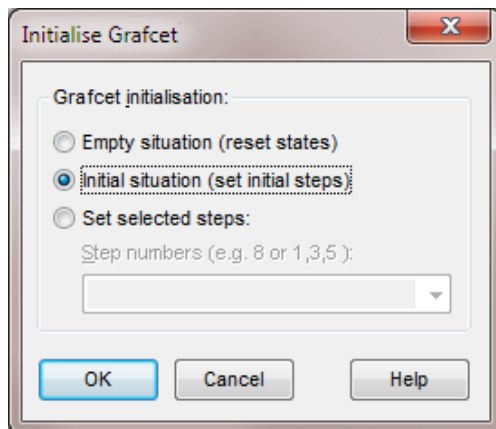 Initialise Grafcet
Grafcet initialisation:
Empty situation (reset states)
Initial situation (set initial steps)
Set selected steps:
Step numbers (e.g. 8 or 1,3,5 ):
OK Cancel Help